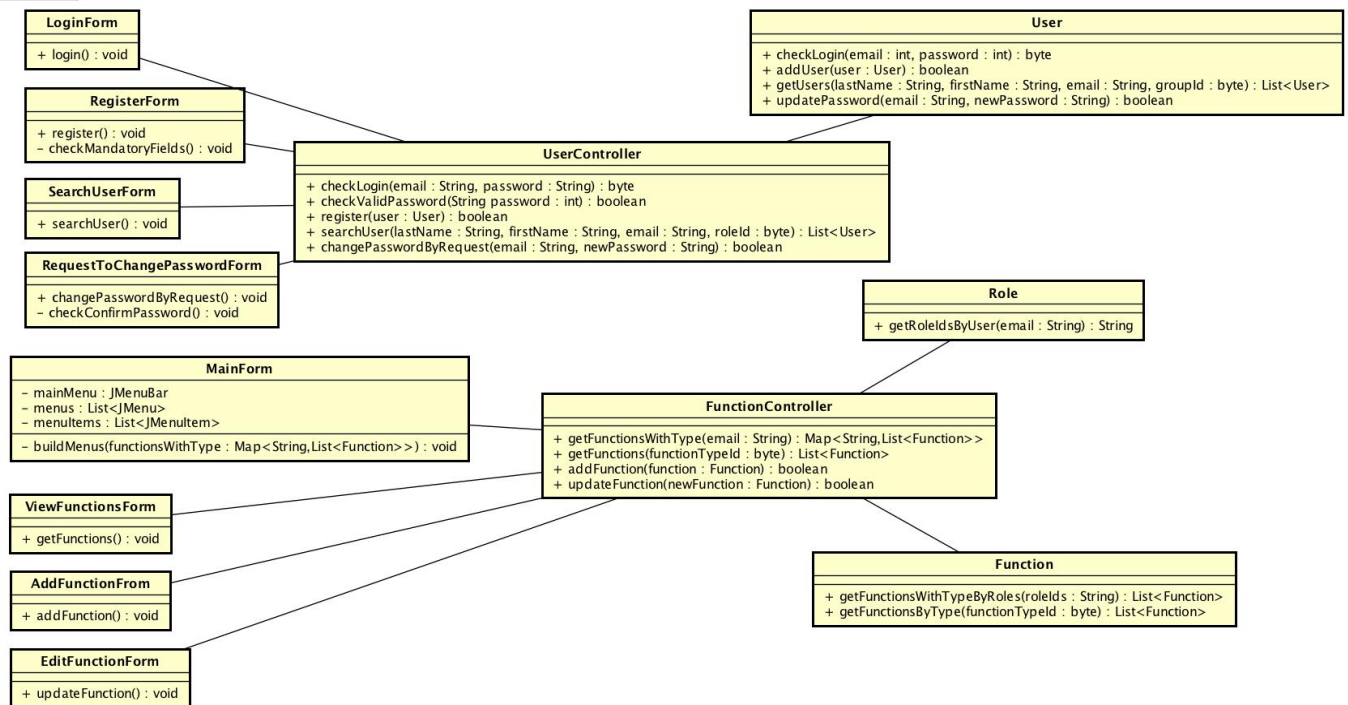 LoginForm
+ login() : void
RegisterForm
+ register() : void
− checkMandatoryFields() : void
SearchUserForm
+ searchUser() : void
RequestToChangePasswordForm
+ changePasswordByRequest() : void
− checkConfirmPassword() : void
User
+ checkLogin(email : int, password : int) : byte
+ addUser(user : User) : boolean
+ getUsers(lastName : String, firstName : String, email : String, groupId : byte) : List<User>
+ updatePassword(email : String, newPassword : String) : boolean
UserController
+ checkLogin(email : String, password : String) : byte
+ checkValidPassword(String password : int) : boolean
+ register(user : User) : boolean
+ searchUser(lastName : String, firstName : String, email : String, roleId : byte) : List<User>
+ changePasswordByRequest(email : String, newPassword : String) : boolean
Role
+ getRoleIdsByUser(email : String) : String
MainForm
− mainMenu : JMenuBar
− menus : List<JMenu>
− menuItems : List<JMenuItem>
− buildMenus(functionsWithType : Map<String,List<Function>>) : void
FunctionController
+ getFunctionsWithType(email : String) : Map<String,List<Function>>
+ getFunctions(functionTypeId : byte) : List<Function>
+ addFunction(function : Function) : boolean
+ updateFunction(newFunction : Function) : boolean
ViewFunctionsForm
+ getFunctions() : void
AddFunctionFrom
+ addFunction() : void
EditFunctionForm
+ updateFunction() : void
Function
+ getFunctionsWithTypeByRoles(roleIds : String) : List<Function>
+ getFunctionsByType(functionTypeId : byte) : List<Function>